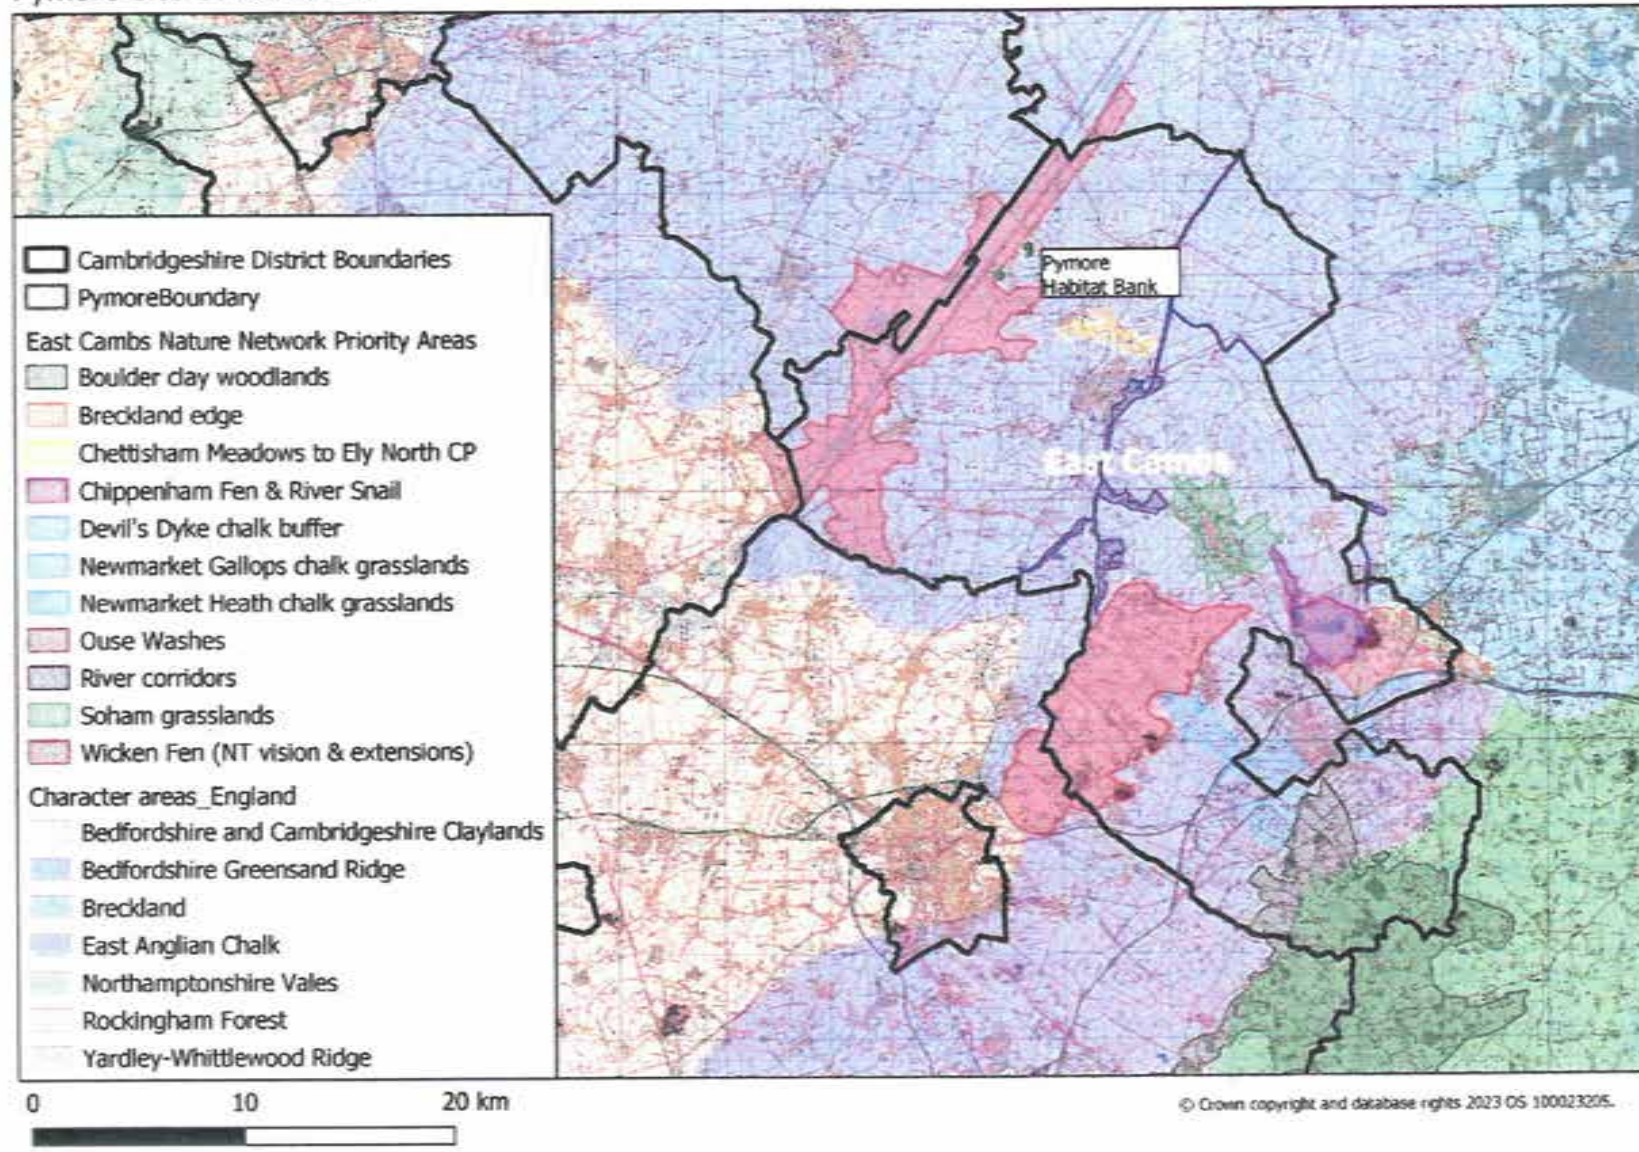 Cambridgeshire District Boundaries
PymoreBoundary
East Cambs Nature Network Priority Areas
Boulder clay woodlands
Breckland edge
Chettisham Meadows to Ely North CP
Chippenham Fen & River Snail
Devil's Dyke chalk buffer
Newmarket Gallops chalk grasslands
Newmarket Heath chalk grasslands
Ouse Washes
River corridors
Soham grasslands
Wicken Fen (NT vision & extensions)
Character areas_England
Bedfordshire and Cambridgeshire Claylands
Bedfordshire Greensand Ridge
Breckland
East Anglian Chalk
Northamptonshire Vales
Rockingham Forest
Yardley-Whittlewood Ridge
Pymore
Habitat Bank
East Cambs
0 10 20 km
© Crown copyright and database rights 2023 OS 100023205.